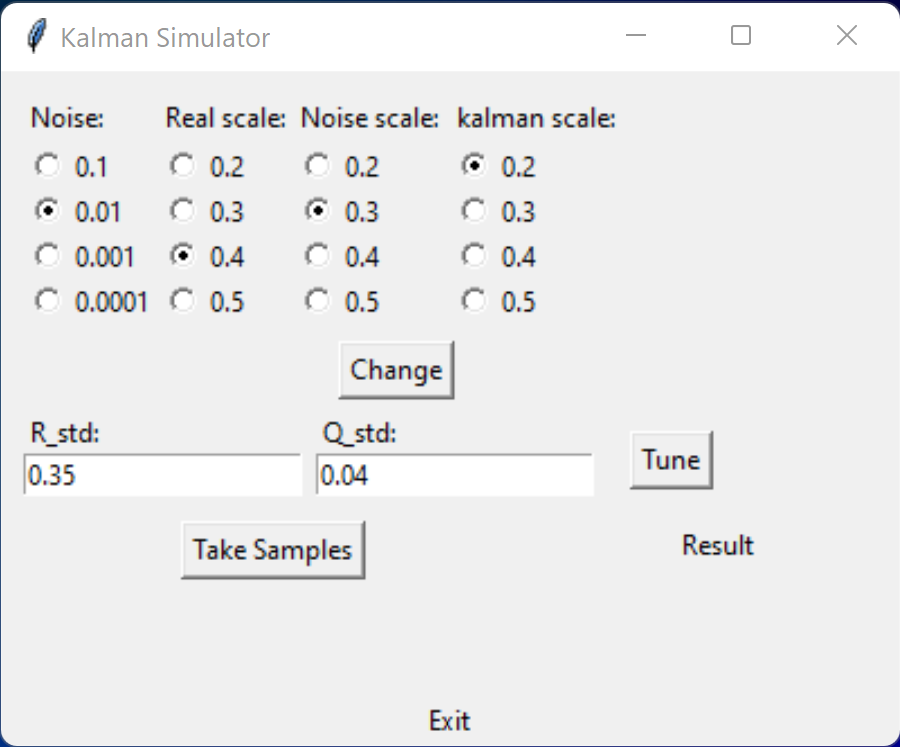 Kalman Simulator
Noise: Real scale: Noise scale: kalman scale:
0.1 0.2 0.2 0.2
0.01 0.3 0.3 0.3
0.001 0.4 0.4 0.4
0.0001 0.5 0.5 0.5
Change
R_std: Q_std:
0.35 0.04 Tune
Take Samples Result
Exit